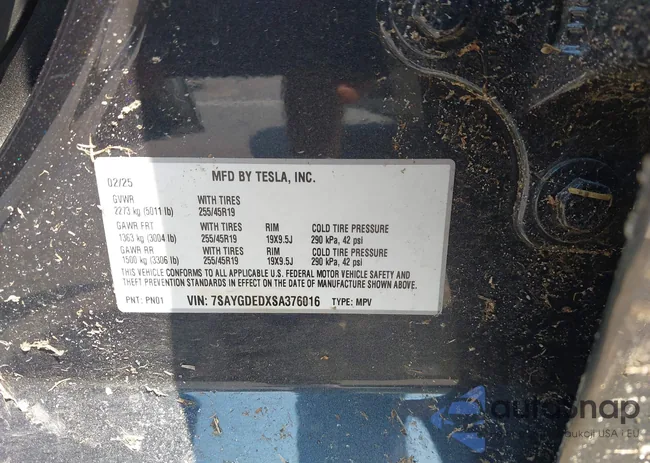 MFD BY TESLA, INC.
02/25
GVWR WITH TIRES
2273 kg (5011 lb) 255/45R19
GAWR FRT WITH TIRES RIM COLD TIRE PRESSURE
1363 kg (3004 lb) 255/45R19 19X9.5J 290 kPa, 42 psi
GAWR RR WITH TIRES RIM COLD TIRE PRESSURE
1500 kg (3306 lb) 255/45R19 19X9.5J 290 kPa, 42 psi
THIS VEHICLE CONFORMS TO ALL APPLICABLE U.S. FEDERAL MOTOR VEHICLE SAFETY AND
THEFT PREVENTION STANDARDS IN EFFECT ON THE DATE OF MANUFACTURE SHOWN ABOVE.
PNT: PN01 VIN: 7SAYGDEDXSA376016 TYPE: MPV
autosnap
aukcji USA i EU